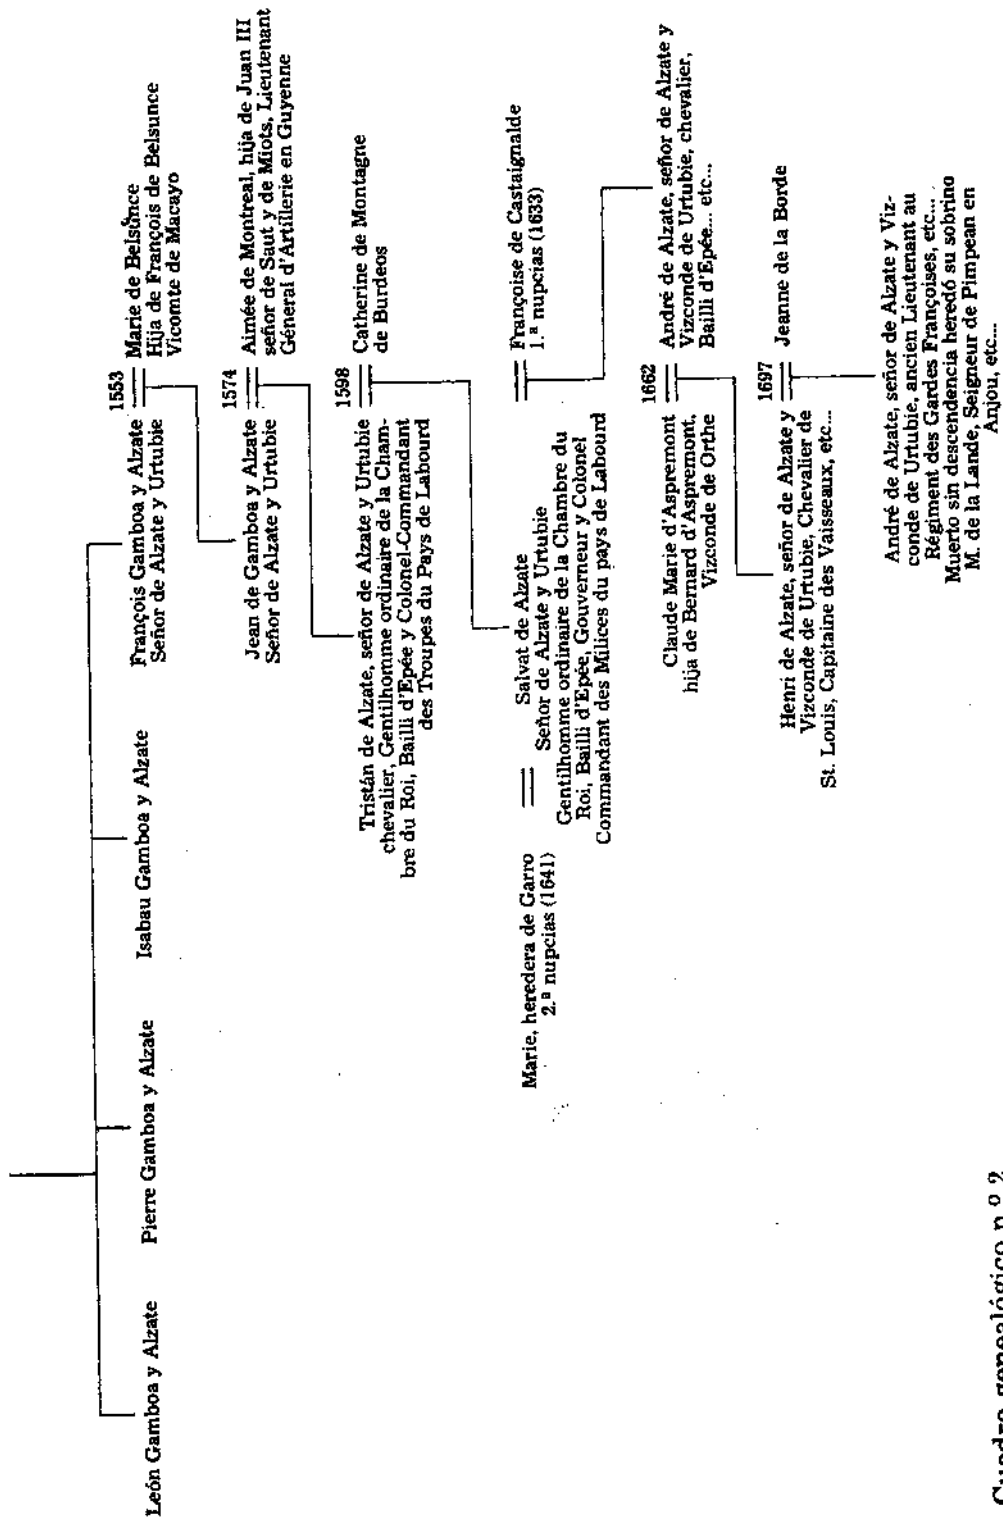 León Gamboa y Alzate
Pierre Gamboa y Alzate
Isabau Gamboa y Alzate
François Gamboa y Alzate
Señor de Alzate y Urtubie
1553
Marie de Belsunce
Hija de François de Belsunce
Vicomte de Macayo
Jean de Gamboa y Alzate
Señor de Alzate y Urtubie
1574
Aimée de Montreal, hija de Juan III
señor de Saut y de Miots, Lieutenant
Géneral d'Artillerie en Guyenne
Tristán de Alzate, señor de Alzate y Urtubie
chevalier, Gentilhomme ordinaire de la Cham-
bre du Roi, Bailli d'Epée y Colonel-Commandant
des Troupes du Pays de Labourd
1598
Catherine de Montagne
de Burdeos
Marie, heredera de Garro
2.ª nupcias (1641)
Salvat de Alzate
Señor de Alzate y Urtubie
Gentilhomme ordinaire de la Chambre du
Roi, Bailli d'Epée, Gouverneur y Colonel
Commandant des Milices du pays de Labourd
Françoise de Castaignalde
1.ª nupcias (1633)
Claude Marie d'Aspremont
hija de Bernard d'Aspremont,
Vizconde de Orthe
1662
André de Alzate, señor de Alzate y
Vizconde de Urtubie, chevalier,
Bailli d'Epée... etc...
Henri de Alzate, señor de Alzate y
Vizconde de Urtubie, Chevalier de
St. Louis, Capitaine des Vaisseaux, etc...
1697
Jeanne de la Borde
André de Alzate, señor de Alzate y Viz-
conde de Urtubie, ancien Lieutenant au
Régiment des Gardes Françoises, etc...
Muerto sin descendencia heredó su sobrino
M. de la Lande, Seigneur de Pimpean en
Anjou, etc...
Cuadro genealógico n.º 2